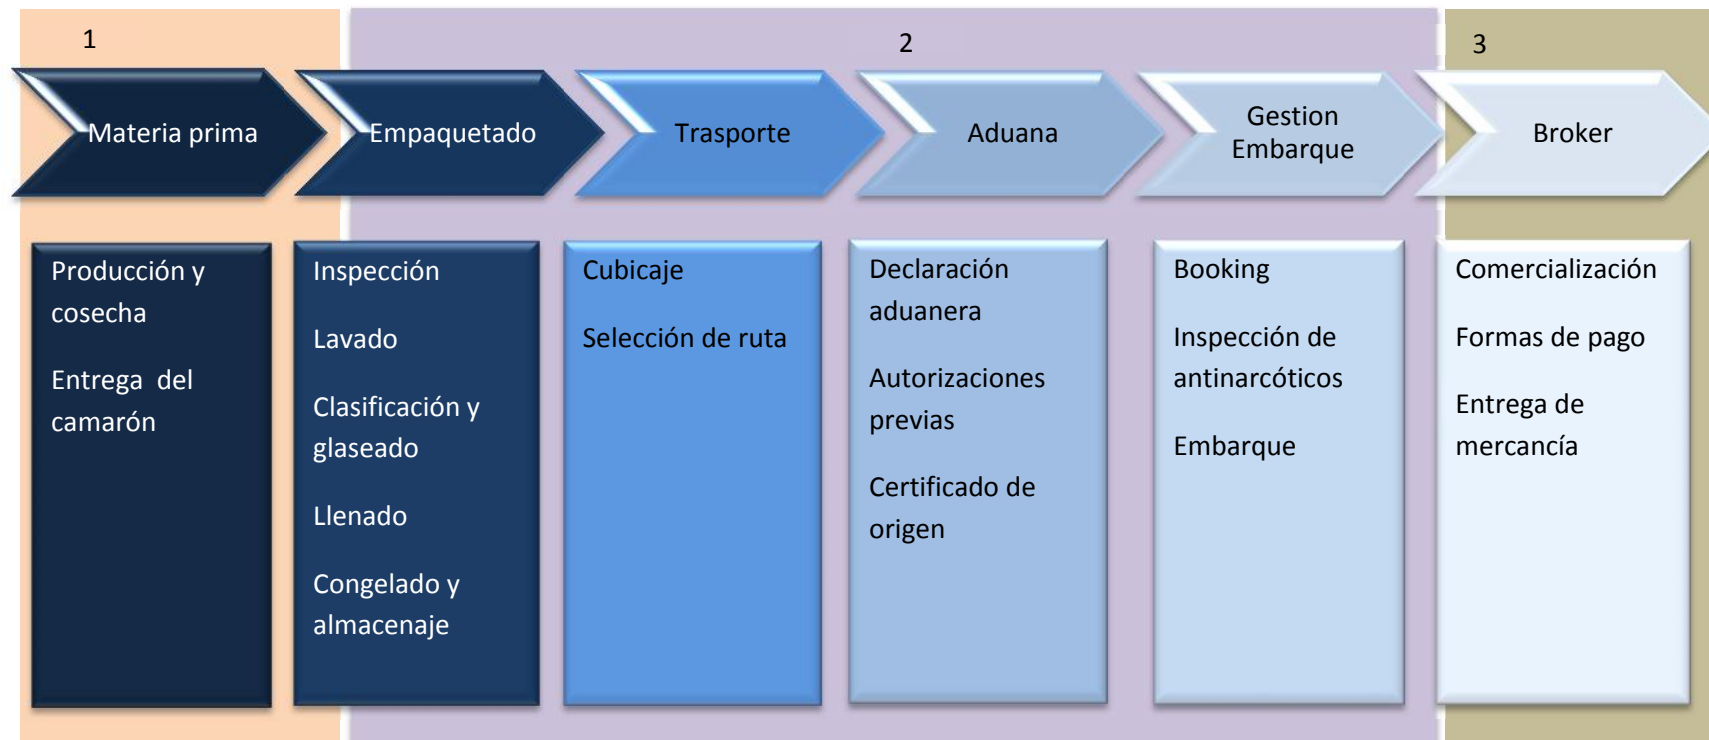 1
2
3
Materia prima
Empaquetado
Trasporte
Aduana
Gestion
Embarque
Broker
Producción y
cosecha
Entrega del
camarón
Inspección
Lavado
Clasificación y
glaseado
Llenado
Congelado y
almacenaje
Cubicaje
Selección de ruta
Declaración
aduanera
Autorizaciones
previas
Certificado de
origen
Booking
Inspección de
antinarcóticos
Embarque
Comercialización
Formas de pago
Entrega de
mercancía